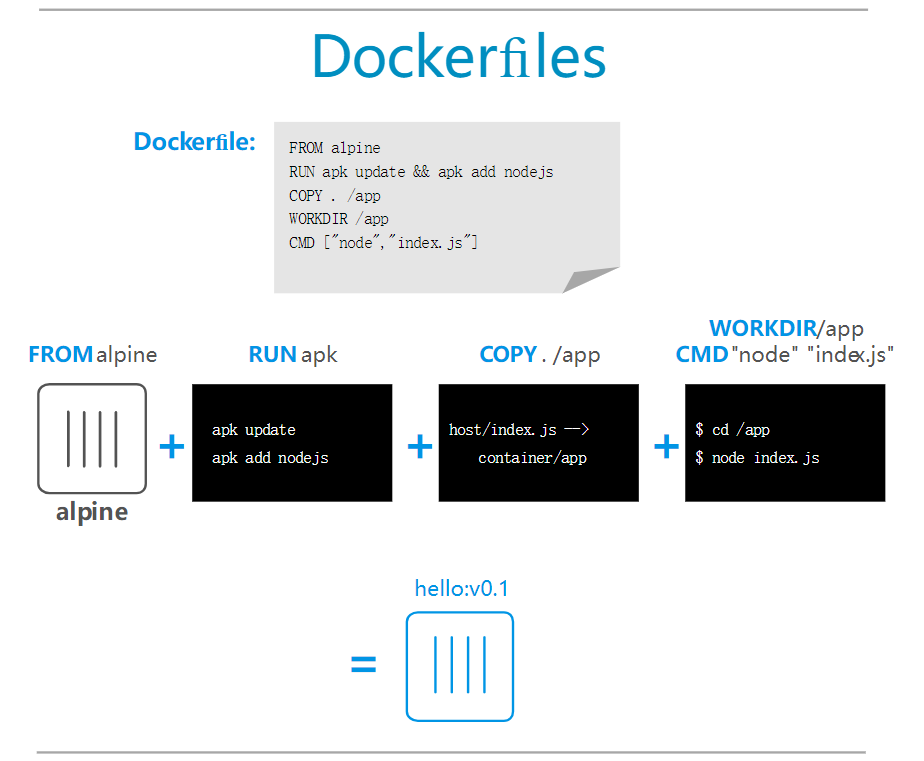 Dockerfiles
Dockerfile:
FROM alpine
RUN apk update && apk add nodejs
COPY . /app
WORKDIR /app
CMD ["node","index.js"]
FROM alpine
RUN apk
COPY . /app
WORKDIR/app
CMD "node" "index.js"
apk update
apk add nodejs
host/index.js —>
container/app
$ cd /app
$ node index.js
alpine
hello:v0.1